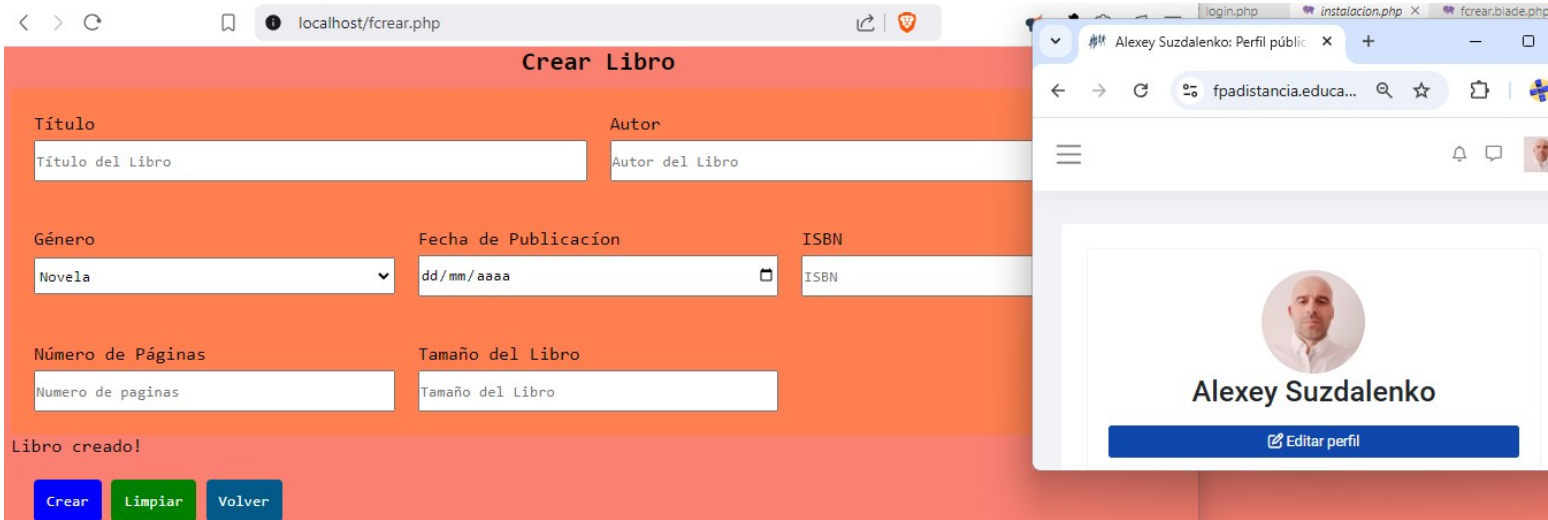 localhost/fcrear.php
Crear Libro
Título
Autor
Título del Libro
Autor del Libro
Género
Fecha de Publicacíon
ISBN
Novela
dd/mm/aaaa
ISBN
Número de Páginas
Tamaño del Libro
Numero de paginas
Tamaño del Libro
Libro creado!
Crear
Limpiar
Volver
login.php
instalacion.php
fcrear.blade.php
Alexey Suzdalenko: Perfil públic
fpadistancia.educa...
Alexey Suzdalenko
Editar perfil